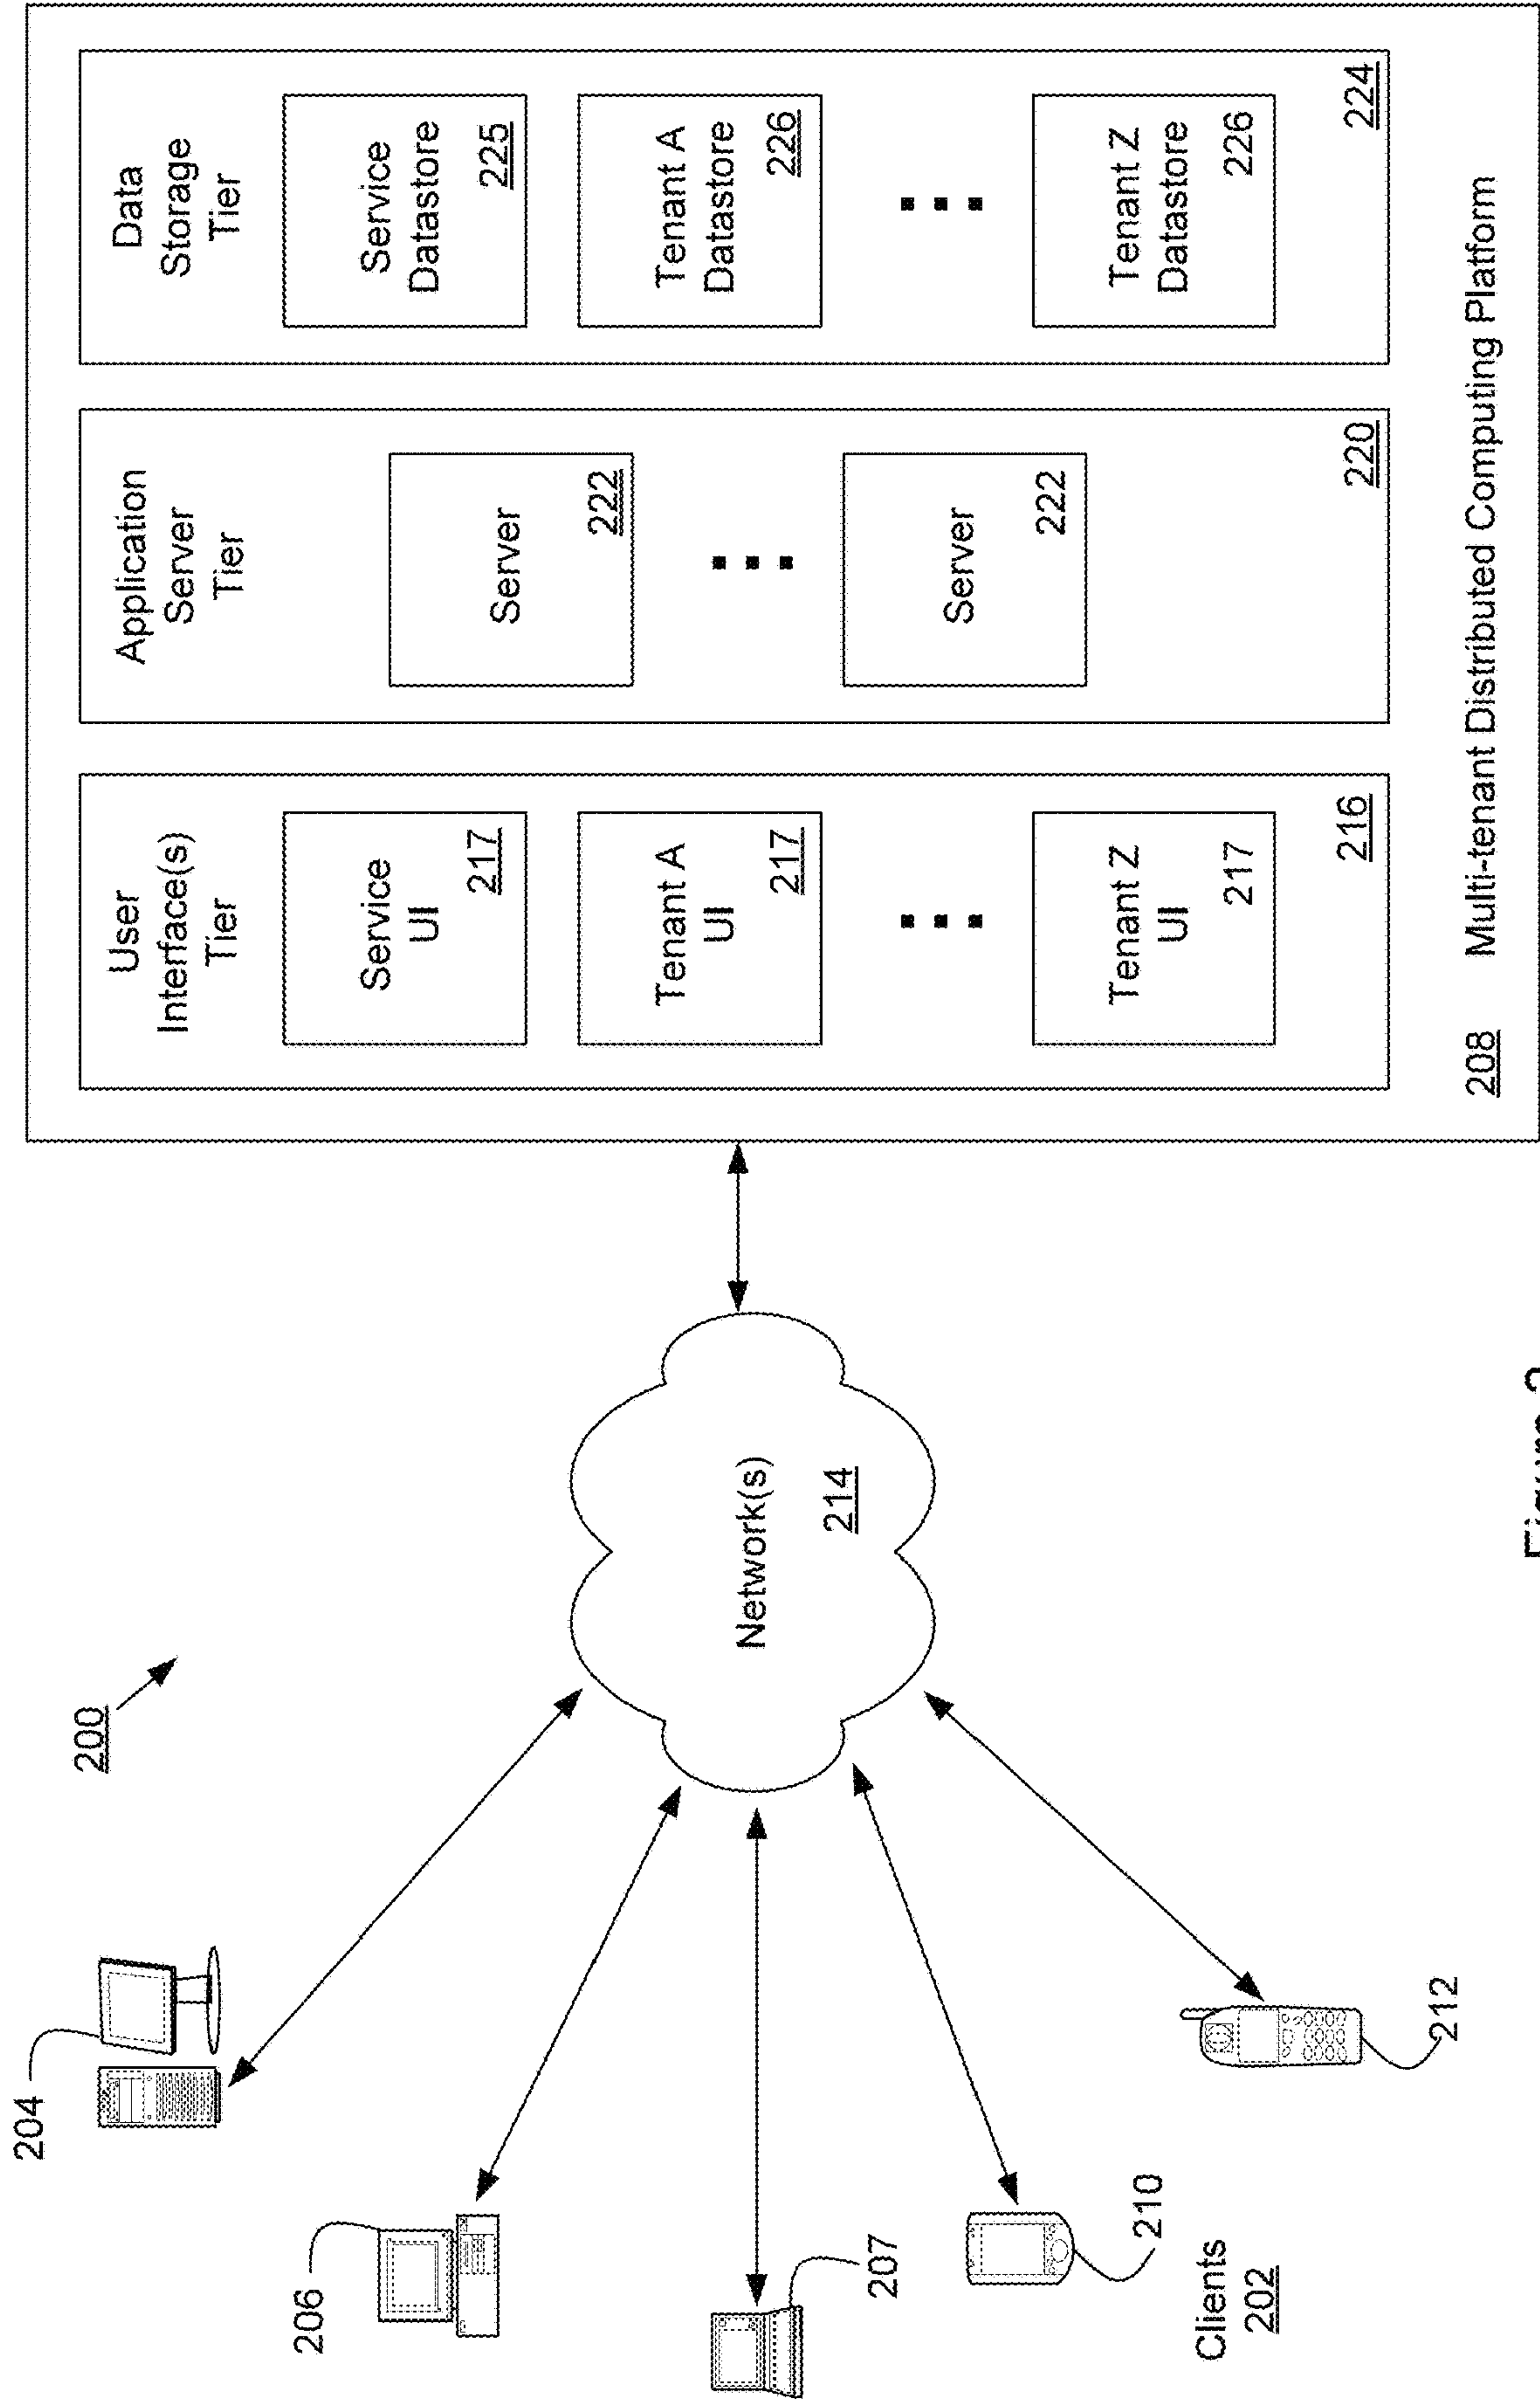 200
204
206
207
210
212
Clients
202
Network(s)
214
User
Interface(s)
Tier
Service
UI
217
Tenant A
UI
217
Tenant Z
UI
217
216
Application
Server
Tier
Server
222
Server
222
220
Data
Storage
Tier
Service
Datastore
225
Tenant A
Datastore
226
Tenant Z
Datastore
226
224
208 Multi-tenant Distributed Computing Platform